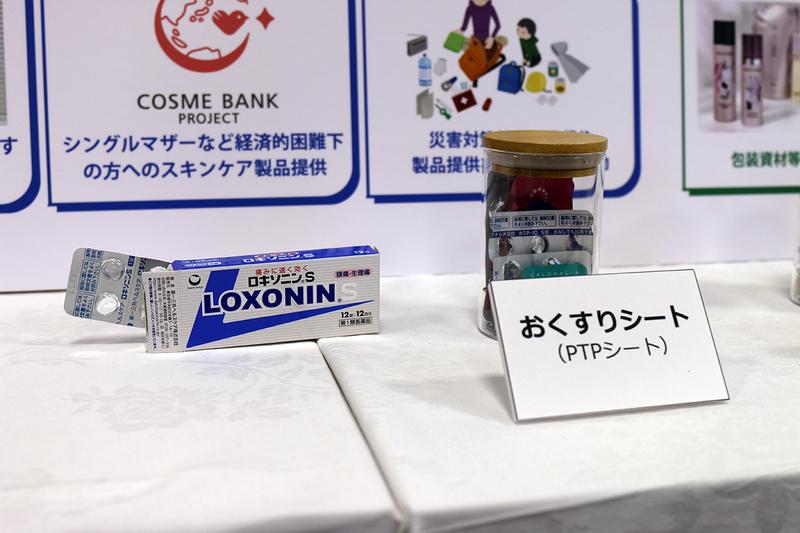 COSME BANK
PROJECT
シングルマザーなど経済的困難下
の方へのスキンケア製品提供
す
災害対
製品提供
包装資材等
痛みに速く効く
頭痛・生理痛
ロキソニンS
LOXONIN S
12錠・12回分
第1類医薬品
おくすりシート
（PTPシート）